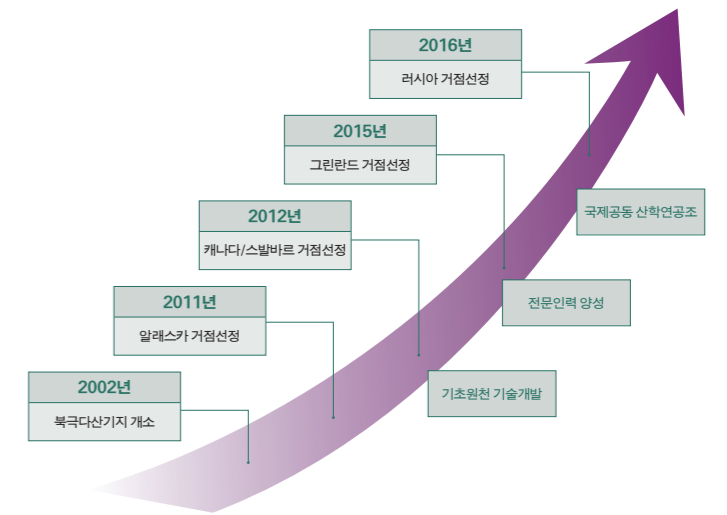 2016년
러시아 거점선정
2015년
그린란드 거점선정
2012년
캐나다/스발바르 거점선정
2011년
알래스카 거점선정
2002년
북극다산기지 개소
국제공동 산학연공조
전문인력 양성
기초원천 기술개발